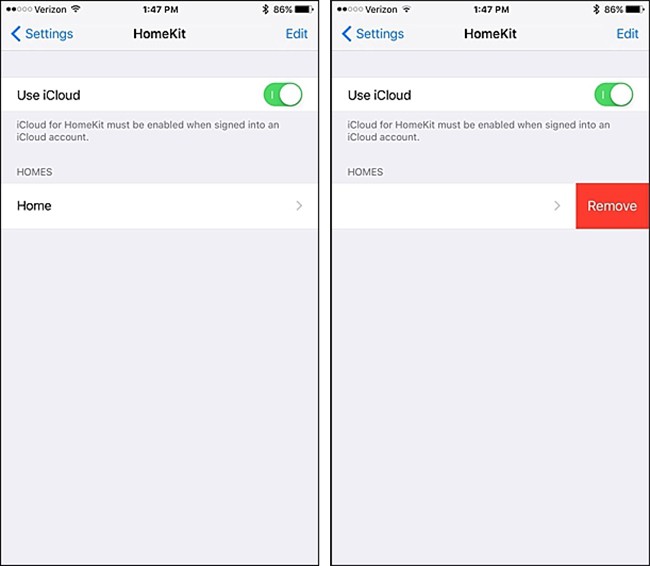 Verizon 1:47 PM 86%
Settings HomeKit Edit
Use iCloud
iCloud for HomeKit must be enabled when signed into an
iCloud account.
HOMES
Home
Verizon 1:47 PM 86%
Settings HomeKit Edit
Use iCloud
iCloud for HomeKit must be enabled when signed into an
iCloud account.
HOMES
Remove